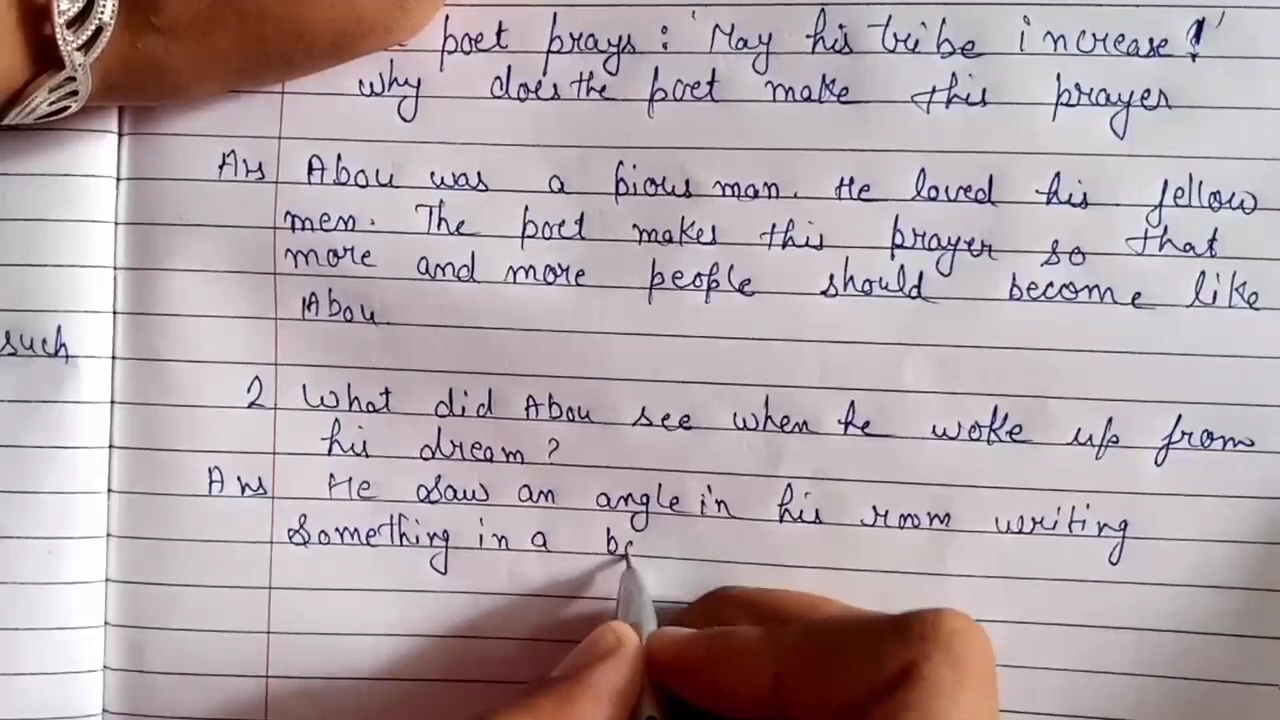 poet prays: 'May his tribe increase!'
why does the poet make this prayer
Ans Abou was a pious man. He loved his fellow
men. The poet makes this prayer so that
more and more people should become like
Abou
such
2 What did Abou see when he woke up from
his dream?
Ans He saw an angle in his room writing
something in a